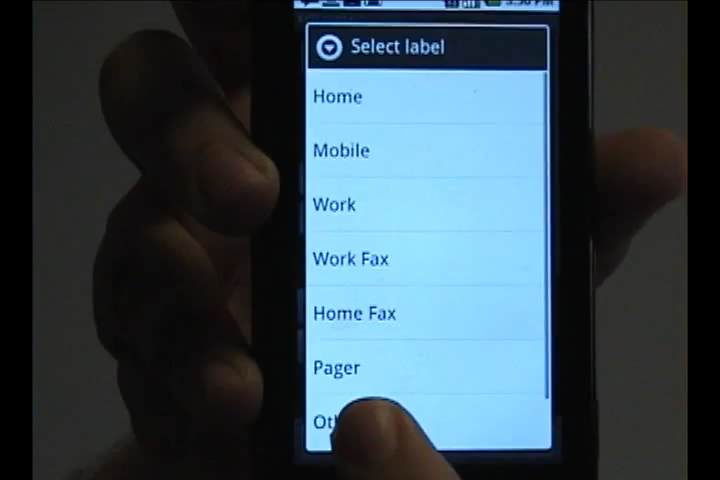 Select label
Home
Mobile
Work
Work Fax
Home Fax
Pager